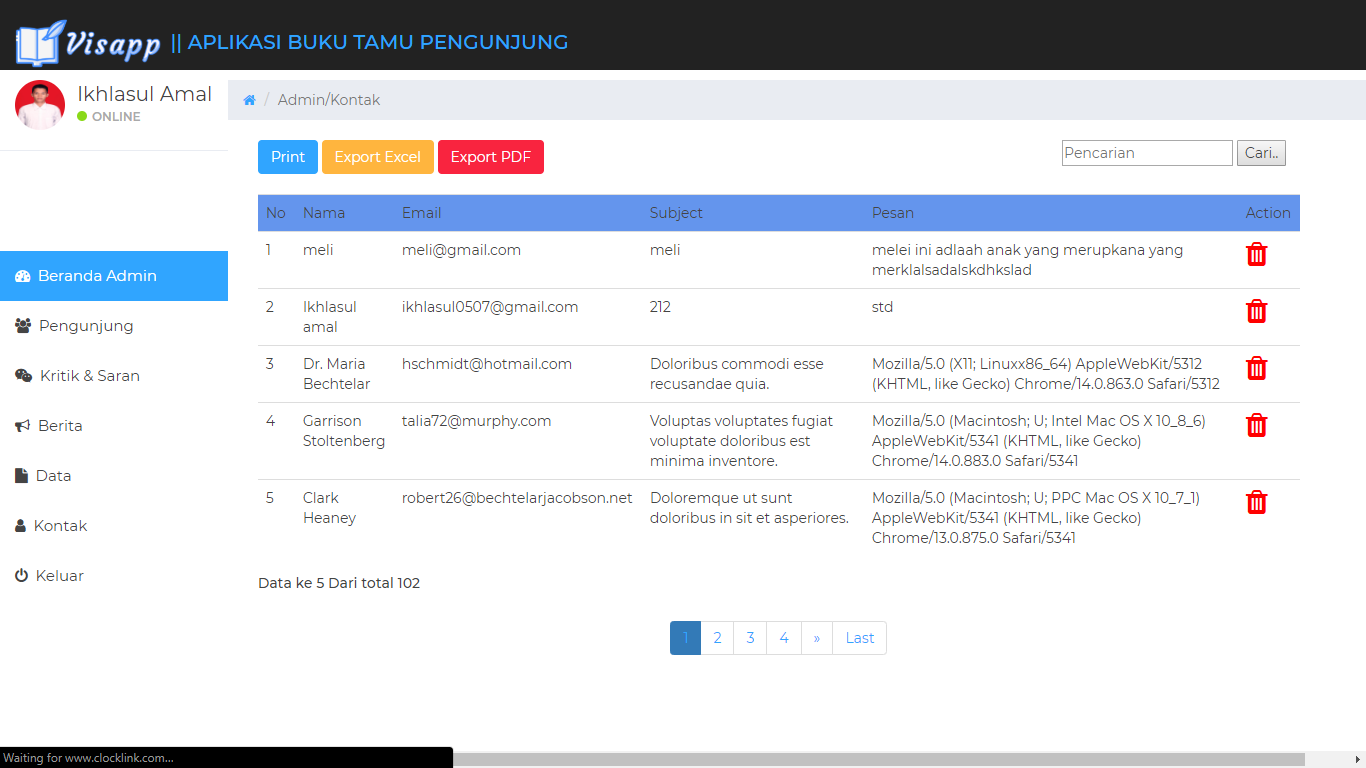 Visapp || APLIKASI BUKU TAMU PENGUNJUNG
Ikhlasul Amal
ONLINE
/ Admin/Kontak
Print Export Excel Export PDF
Pencarian Cari..
Beranda Admin
Pengunjung
Kritik & Saran
Berita
Data
Kontak
Keluar
No Nama Email Subject Pesan Action
1 meli meli@gmail.com meli melei ini adlaah anak yang merupkana yang
merklalsadalskdhkslad
2 Ikhlasul ikhlasul0507@gmail.com 212 std
amal
3 Dr. Maria hschmidt@hotmail.com Doloribus commodi esse Mozilla/5.0 (X11; Linuxx86_64) AppleWebKit/5312
Bechtelar recusandae quia. (KHTML, like Gecko) Chrome/14.0.863.0 Safari/5312
4 Garrison talia72@murphy.com Voluptas voluptates fugiat Mozilla/5.0 (Macintosh; U; Intel Mac OS X 10_8_6)
Stoltenberg voluptate doloribus est AppleWebKit/5341 (KHTML, like Gecko)
minima inventore. Chrome/14.0.883.0 Safari/5341
5 Clark robert26@bechtelarjacobson.net Doloremque ut sunt Mozilla/5.0 (Macintosh; U; PPC Mac OS X 10_7_1)
Heaney doloribus in sit et asperiores. AppleWebKit/5341 (KHTML, like Gecko)
Chrome/13.0.875.0 Safari/5341
Data ke 5 Dari total 102
1 2 3 4 » Last
Waiting for www.clocklink.com...